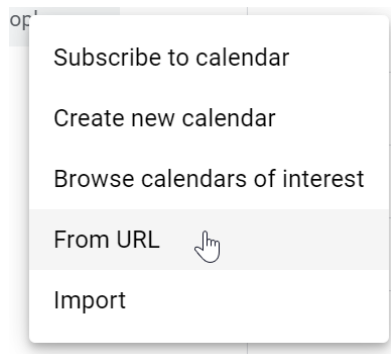 Subscribe to calendar
Create new calendar
Browse calendars of interest
From URL
Import